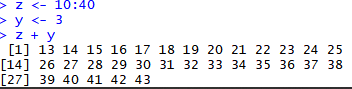 > z <- 10:40
> y <- 3
> z + y
[1] 13 14 15 16 17 18 19 20 21 22 23 24 25
[14] 26 27 28 29 30 31 32 33 34 35 36 37 38
[27] 39 40 41 42 43